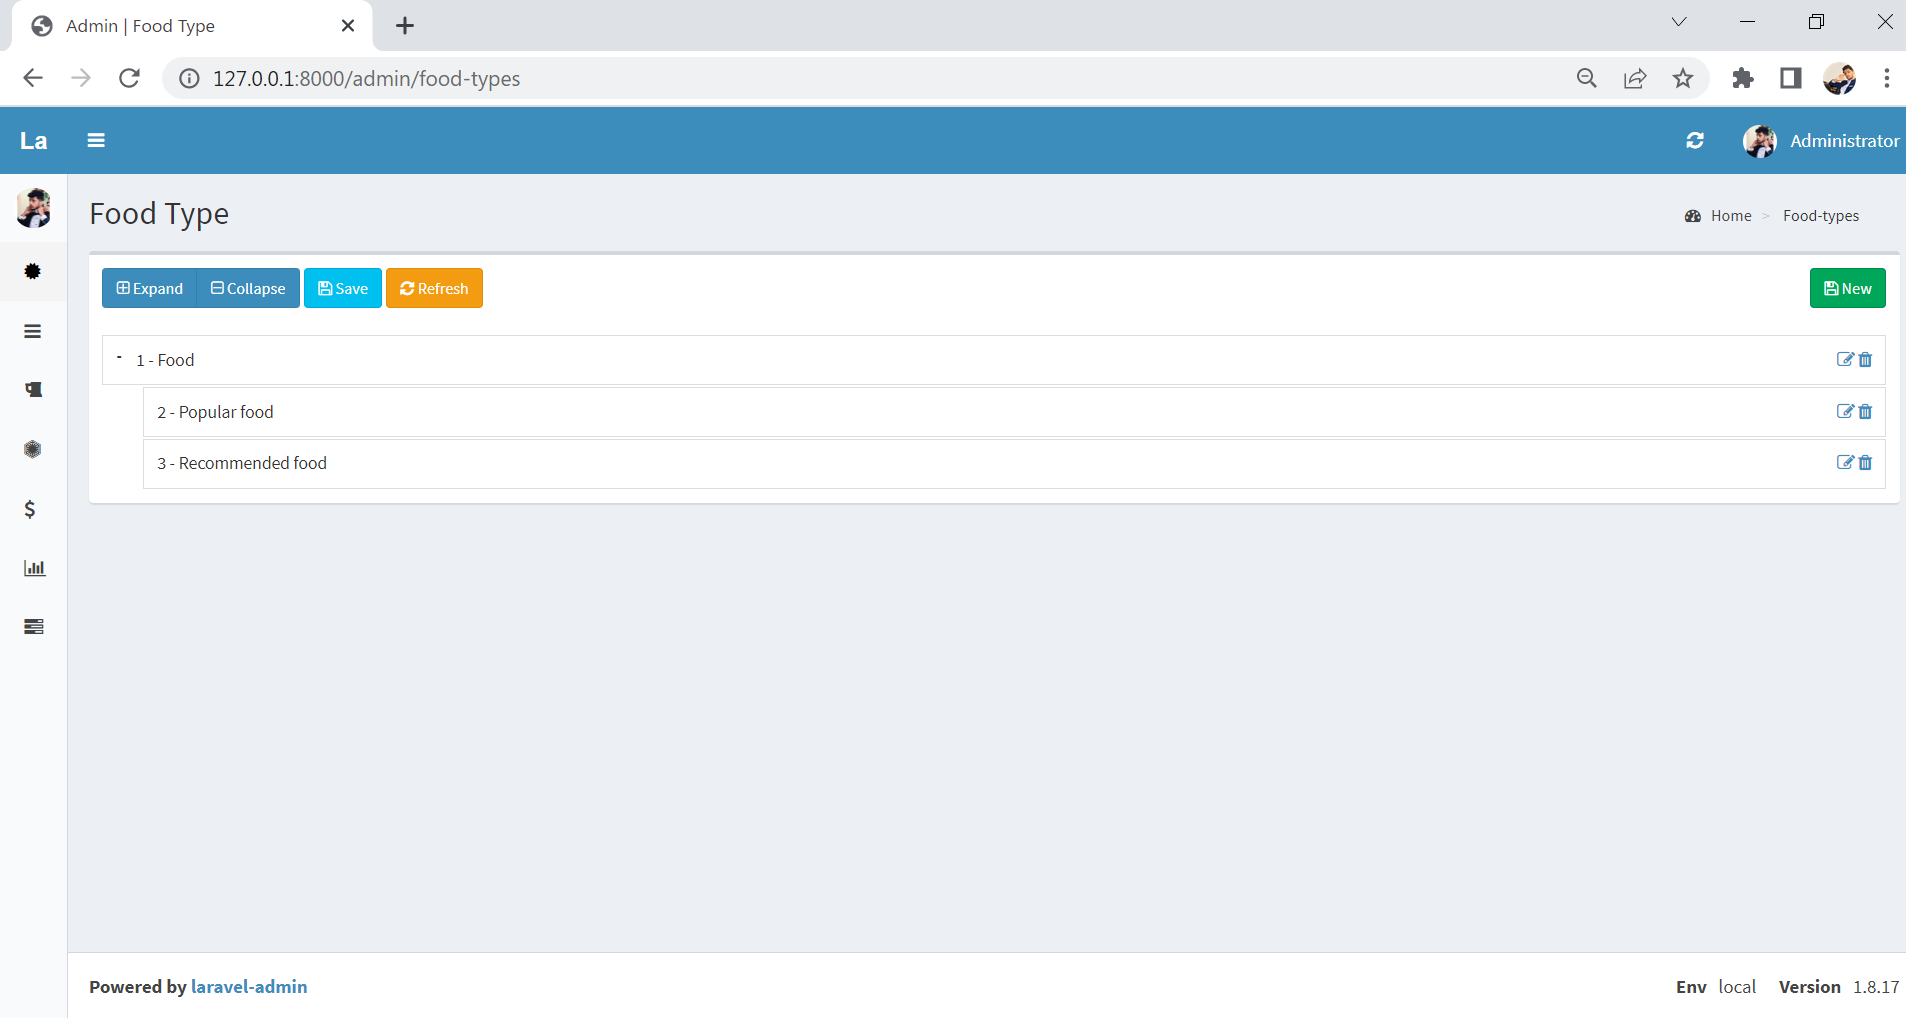 Admin | Food Type
127.0.0.1:8000/admin/food-types
La
Administrator
Food Type
Home > Food-types
Expand Collapse Save Refresh New
- 1 - Food
2 - Popular food
3 - Recommended food
$
Powered by laravel-admin
Env local Version 1.8.17